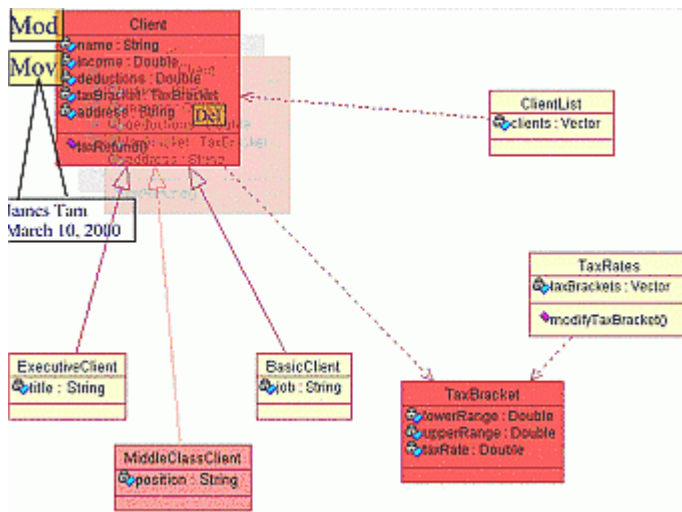 Mod
Client
name : String
Mov
income : Double
deductions : Double
taxBracket : TaxBracket
address : String
Del
taxRefund()
James Tam
March 10, 2000
ClientList
clients : Vector
TaxRates
taxBrackets : Vector
modifyTaxBracket()
ExecutiveClient
title : String
BasicClient
job : String
TaxBracket
lowerRange : Double
upperRange : Double
taxRate : Double
MiddleClassClient
position : String